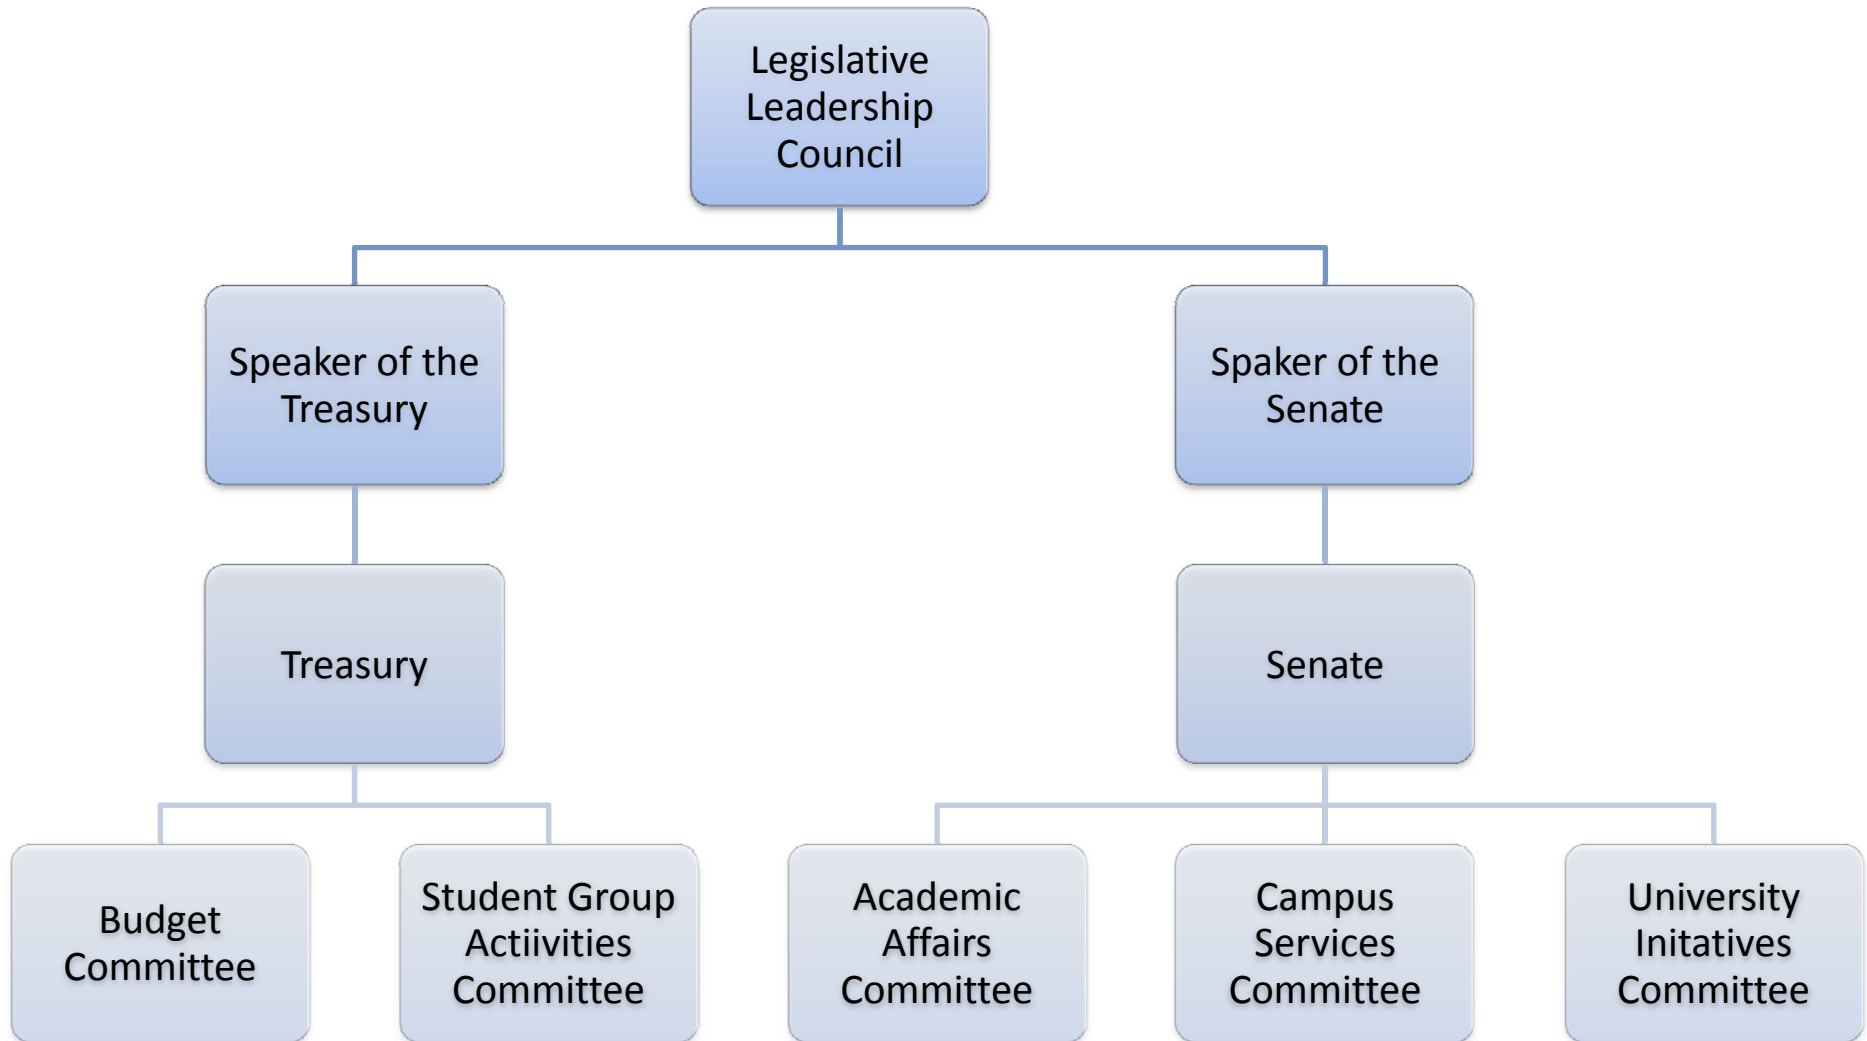 Legislative
Leadership
Council
Speaker of the
Treasury
Spaker of the
Senate
Treasury
Senate
Budget
Committee
Student Group
Actiivities
Committee
Academic
Affairs
Committee
Campus
Services
Committee
University
Initatives
Committee